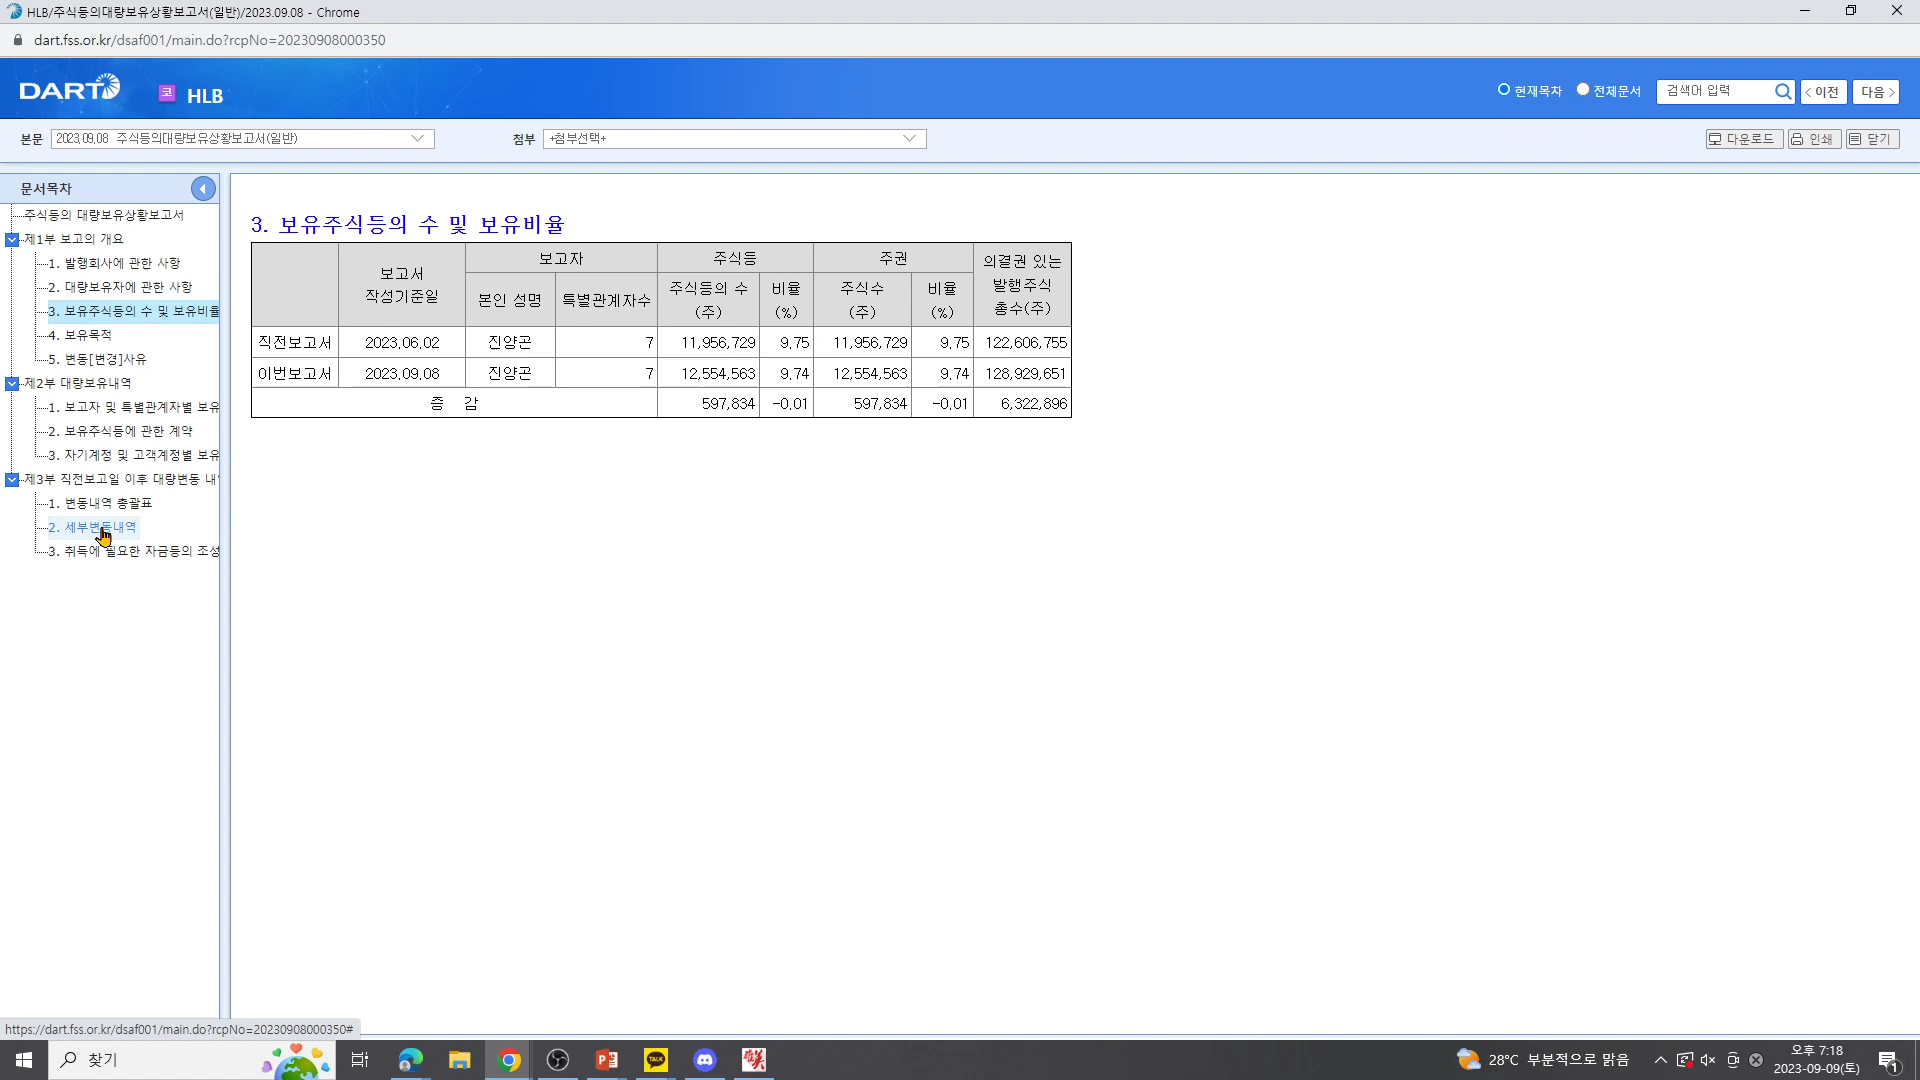 HLB/주식등의대량보유상황보고서(일반)/2023.09.08 - Chrome
dart.fss.or.kr/dsaf001/main.do?rcpNo=20230908000350
DART 코 HLB 현재목차 전체문서 검색어 입력 이전 다음
본문 2023.09.08 주식등의대량보유상황보고서(일반) 첨부 +첨부선택+ 다운로드 인쇄 닫기
문서목차
주식등의 대량보유상황보고서
제1부 보고의 개요
1. 발행회사에 관한 사항
2. 대량보유자에 관한 사항
3. 보유주식등의 수 및 보유비율
4. 보유목적
5. 변동[변경]사유
제2부 대량보유내역
1. 보고자 및 특별관계자별 보유
2. 보유주식등에 관한 계약
3. 자기계정 및 고객계정별 보유
제3부 직전보고일 이후 대량변동 내
1. 변동내역 총괄표
2. 세부변동내역
3. 취득에 필요한 자금등의 조성
3. 보유주식등의 수 및 보유비율
보고서 작성기준일 보고자 주식등 주권 의결권 있는 발행주식 총수(주)
본인 성명 특별관계자수 주식등의 수 (주) 비율 (%) 주식수 (주) 비율 (%)
직전보고서 2023.06.02 진양곤 7 11,956,729 9.75 11,956,729 9.75 122,606,755
이번보고서 2023.09.08 진양곤 7 12,554,563 9.74 12,554,563 9.74 128,929,651
증 감 597,834 -0.01 597,834 -0.01 6,322,896
https://dart.fss.or.kr/dsaf001/main.do?rcpNo=20230908000350#
찾기 TALK 28°C 부분적으로 맑음 오후 7:18
2023-09-09(토) 1